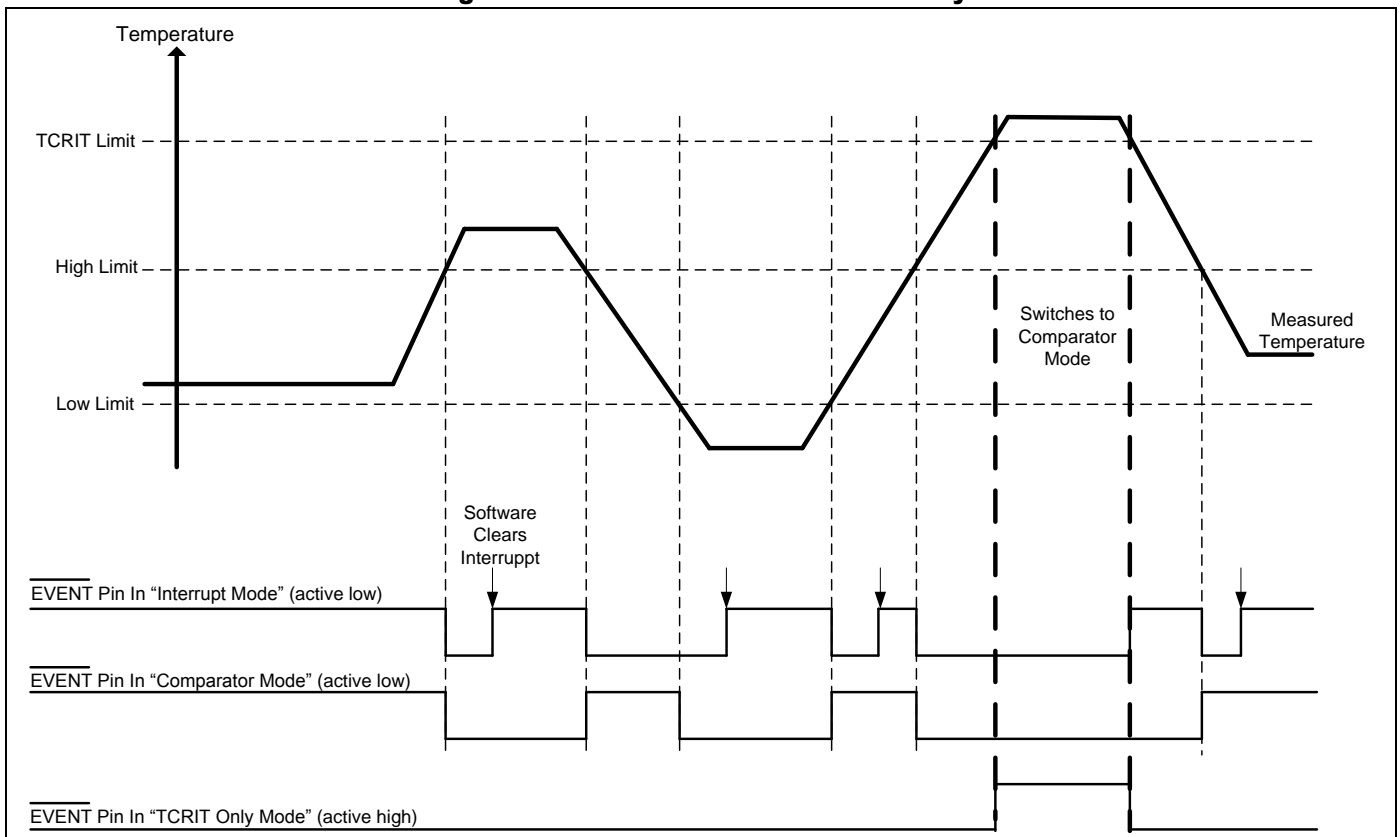 Temperature
TCRIT Limit
High Limit
Switches to
Comparator
Mode
Measured
Temperature
Low Limit
Software
Clears
Interruppt
EVENT Pin In “Interrupt Mode” (active low)
EVENT Pin In “Comparator Mode” (active low)
EVENT Pin In “TCRIT Only Mode” (active high)